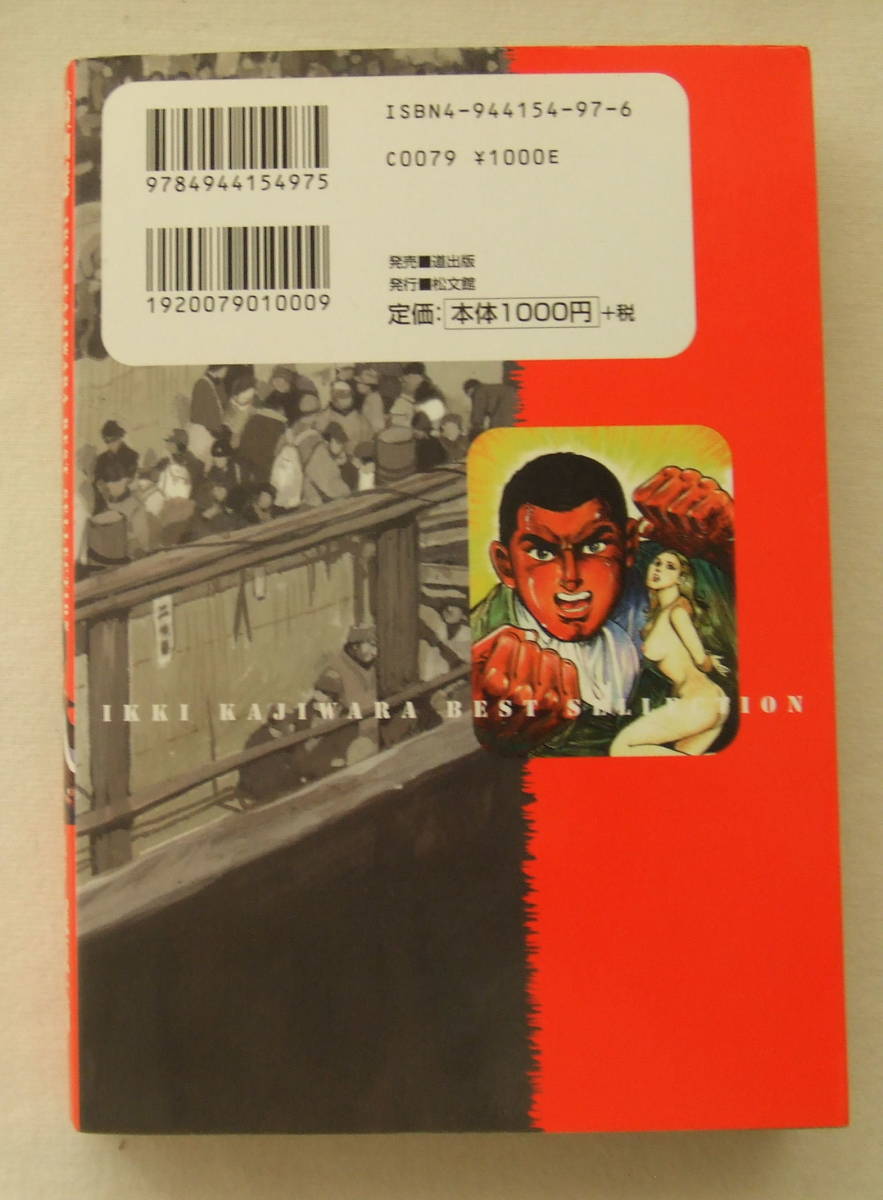 ISBN4-944154-97-6
C0079 ¥1000E
9784944154975
1920079010009
発売■道出版
発行■松文館
定価：本体1000円+税
IKKI KAJIWARA BEST SELLECTION